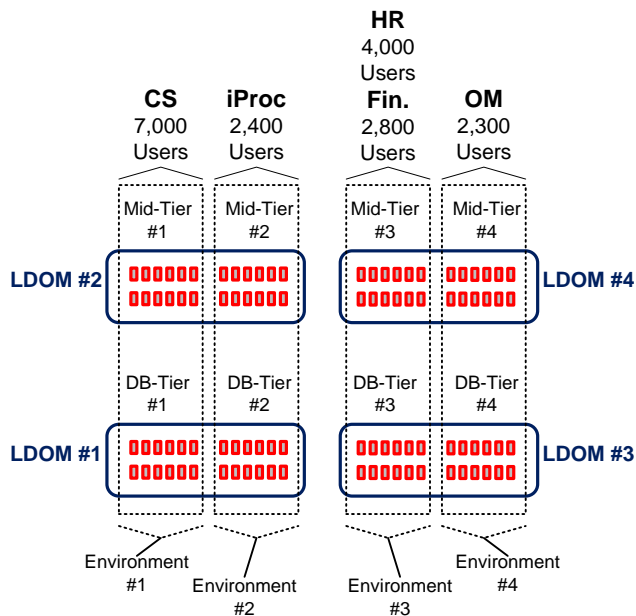 HR
4,000
Users
CS iProc Fin. OM
7,000 2,400 2,800 2,300
Users Users Users Users
Mid-Tier Mid-Tier Mid-Tier Mid-Tier
#1 #2 #3 #4
LDOM #2 LDOM #4
DB-Tier DB-Tier DB-Tier DB-Tier
#1 #2 #3 #4
LDOM #1 LDOM #3
Environment Environment
#1 #4
Environment Environment
#2 #3